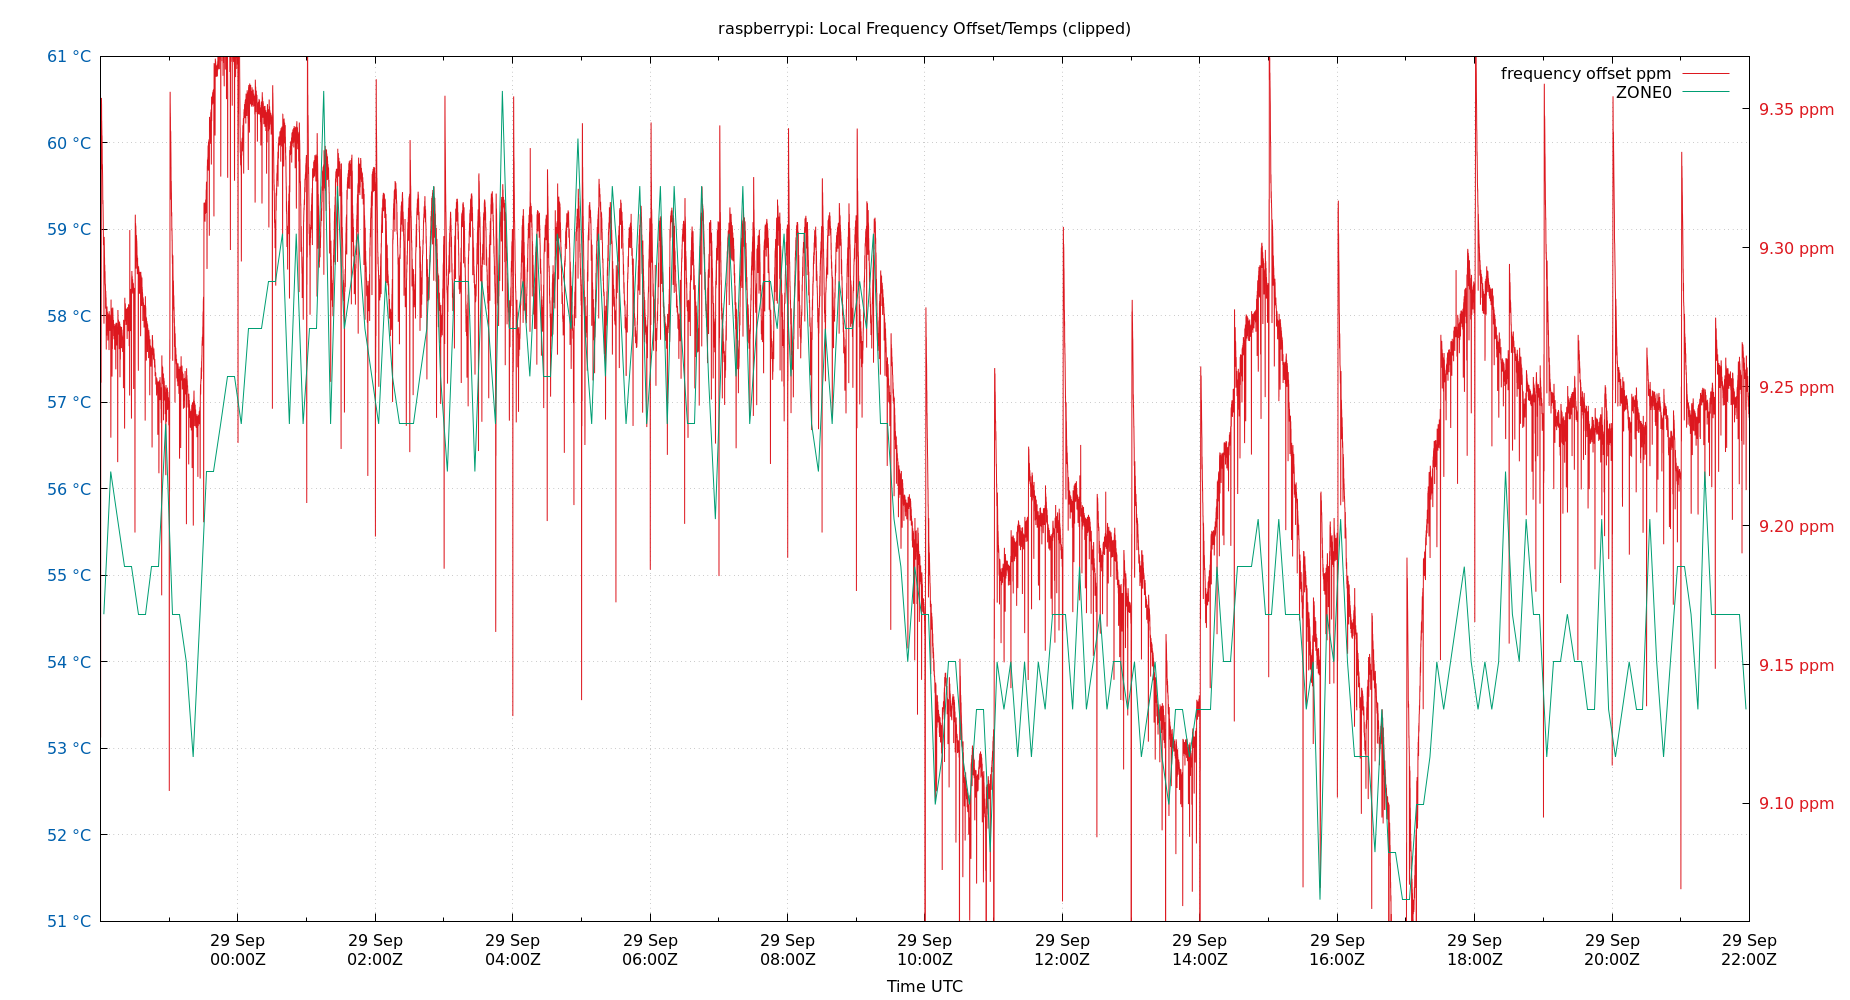 raspberrypi: Local Frequency Offset/Temps (clipped)
61 °C
60 °C
59 °C
58 °C
57 °C
56 °C
55 °C
54 °C
53 °C
52 °C
51 °C
frequency offset ppm
ZONE0
9.35 ppm
9.30 ppm
9.25 ppm
9.20 ppm
9.15 ppm
9.10 ppm
29 Sep 29 Sep 29 Sep 29 Sep 29 Sep 29 Sep 29 Sep 29 Sep 29 Sep 29 Sep 29 Sep 29 Sep
00:00Z 02:00Z 04:00Z 06:00Z 08:00Z 10:00Z 12:00Z 14:00Z 16:00Z 18:00Z 20:00Z 22:00Z
Time UTC